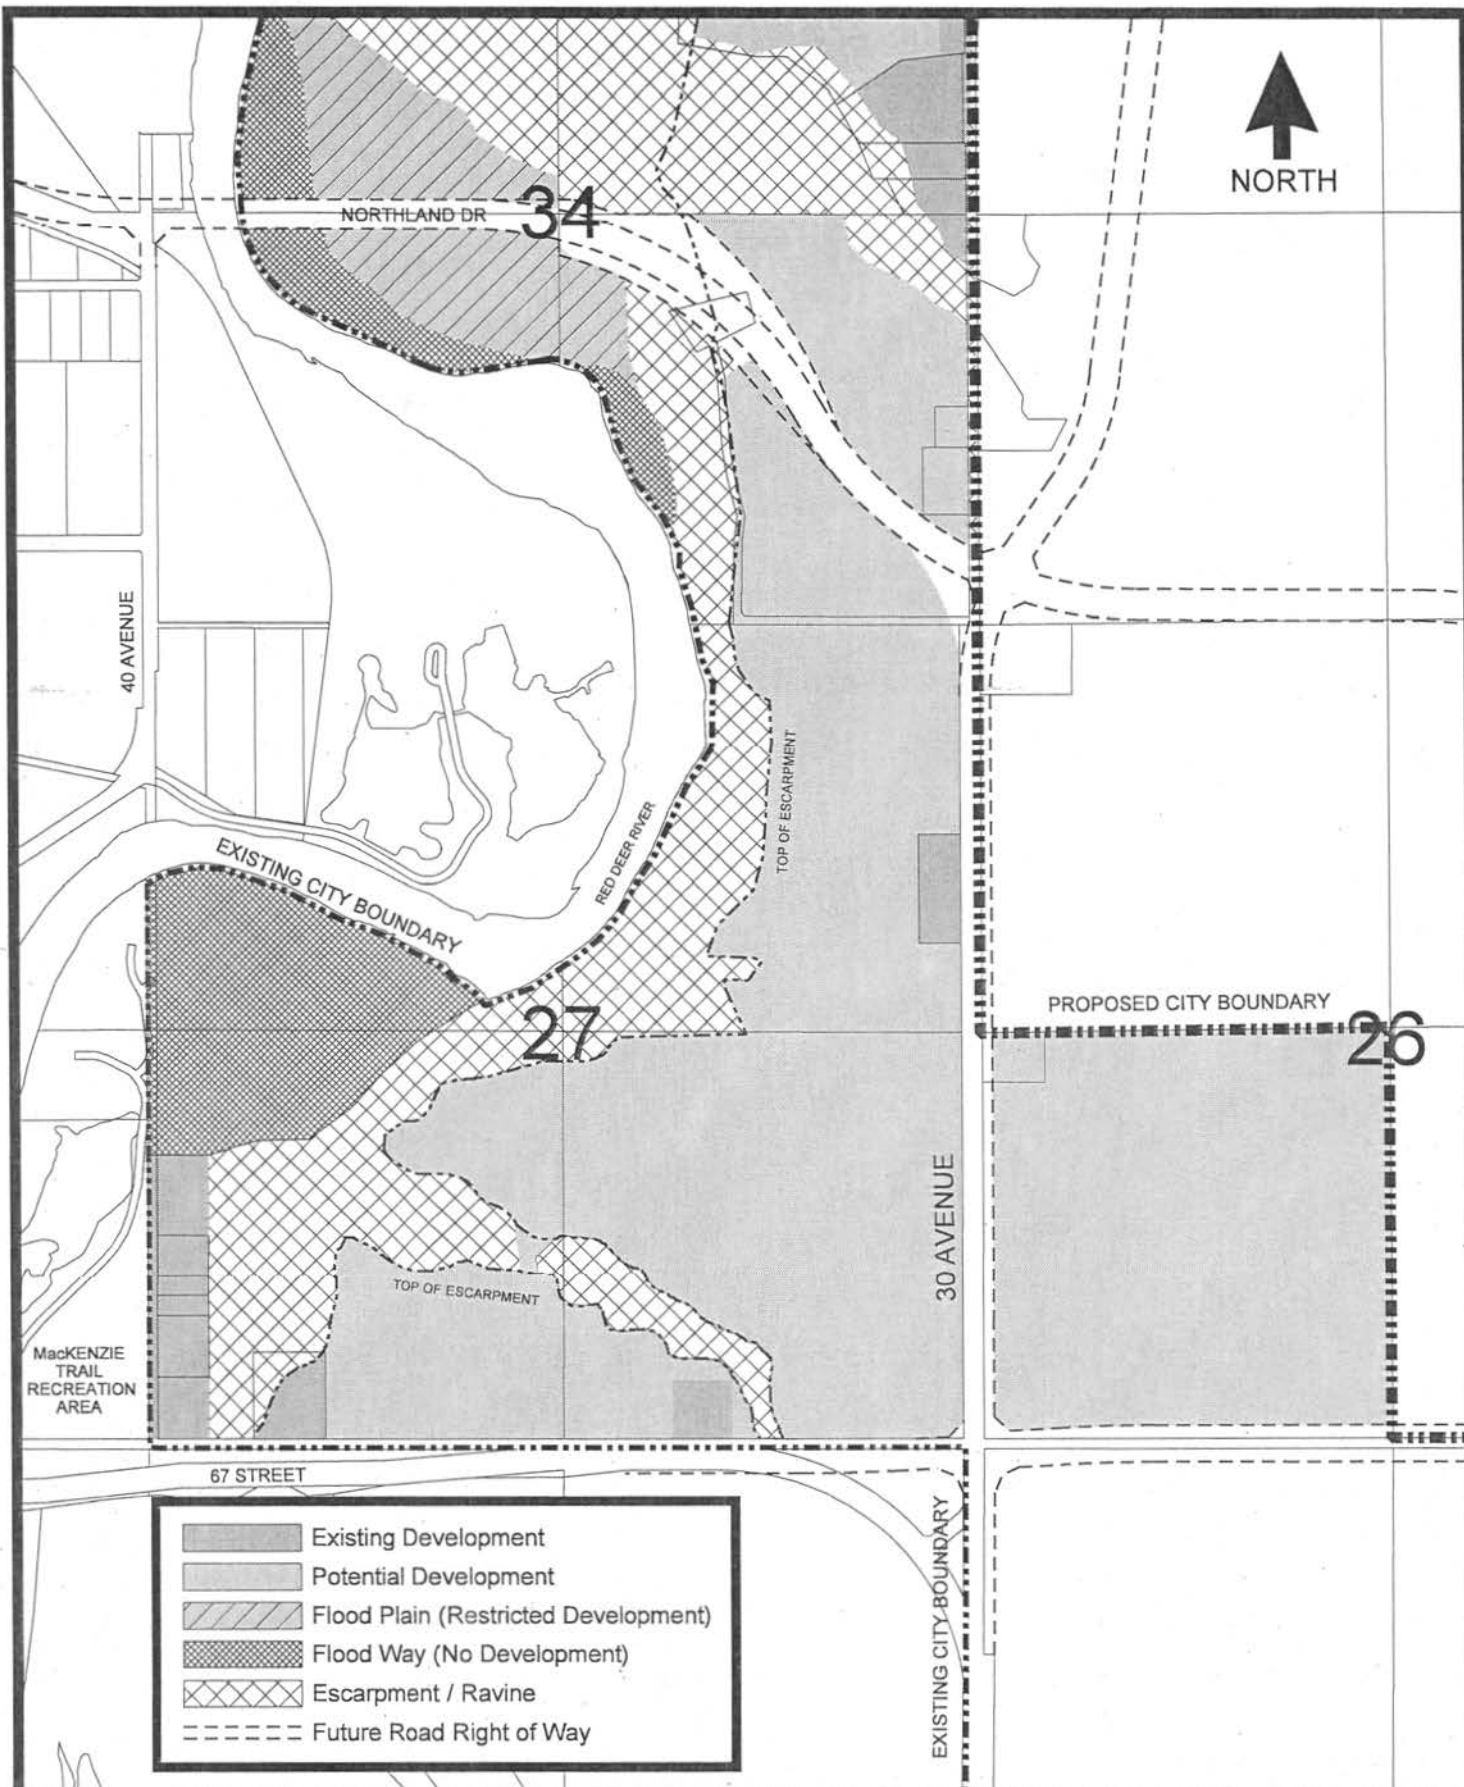 NORTH
34
NORTHLAND DR
40 AVENUE
TOP OF ESCARPMENT
RED DEER RIVER
EXISTING CITY BOUNDARY
PROPOSED CITY BOUNDARY
27
26
30 AVENUE
TOP OF ESCARPMENT
MacKENZIE
TRAIL
RECREATION
AREA
67 STREET
EXISTING CITY BOUNDARY
Existing Development
Potential Development
Flood Plain (Restricted Development)
Flood Way (No Development)
Escarpment / Ravine
Future Road Right of Way